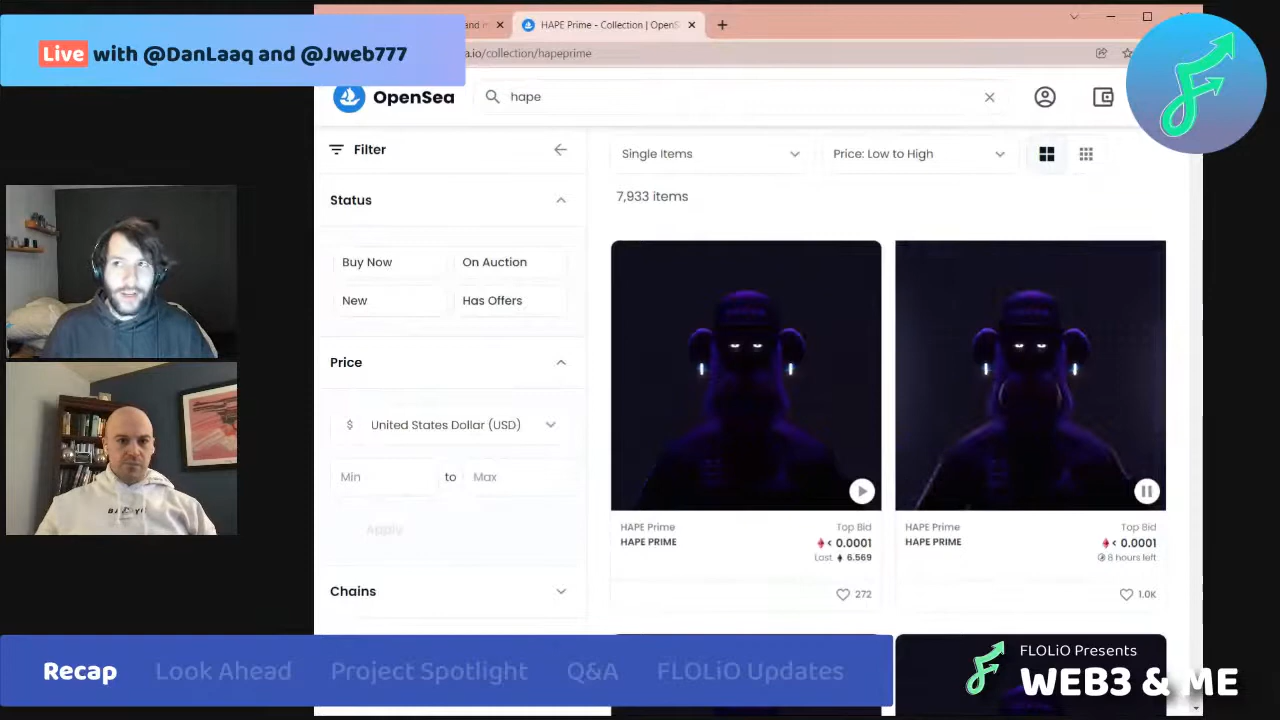 Live with @DanLaaq and @Jweb777
HAPE Prime - Collection | OpenS
a.io/collection/hapeprime
OpenSea
hape
Filter
Single Items
Price: Low to High
7,933 items
Status
Buy Now
On Auction
New
Has Offers
Price
$ United States Dollar (USD)
Min
to
Max
Apply
Chains
HAPE Prime
Top Bid
HAPE PRIME
< 0.0001
Last 6.569
272
HAPE Prime
Top Bid
HAPE PRIME
< 0.0001
8 hours left
1.0K
Recap
Look Ahead
Project Spotlight
Q&A
FLOLiO Updates
FLOLiO Presents
WEB3 & ME